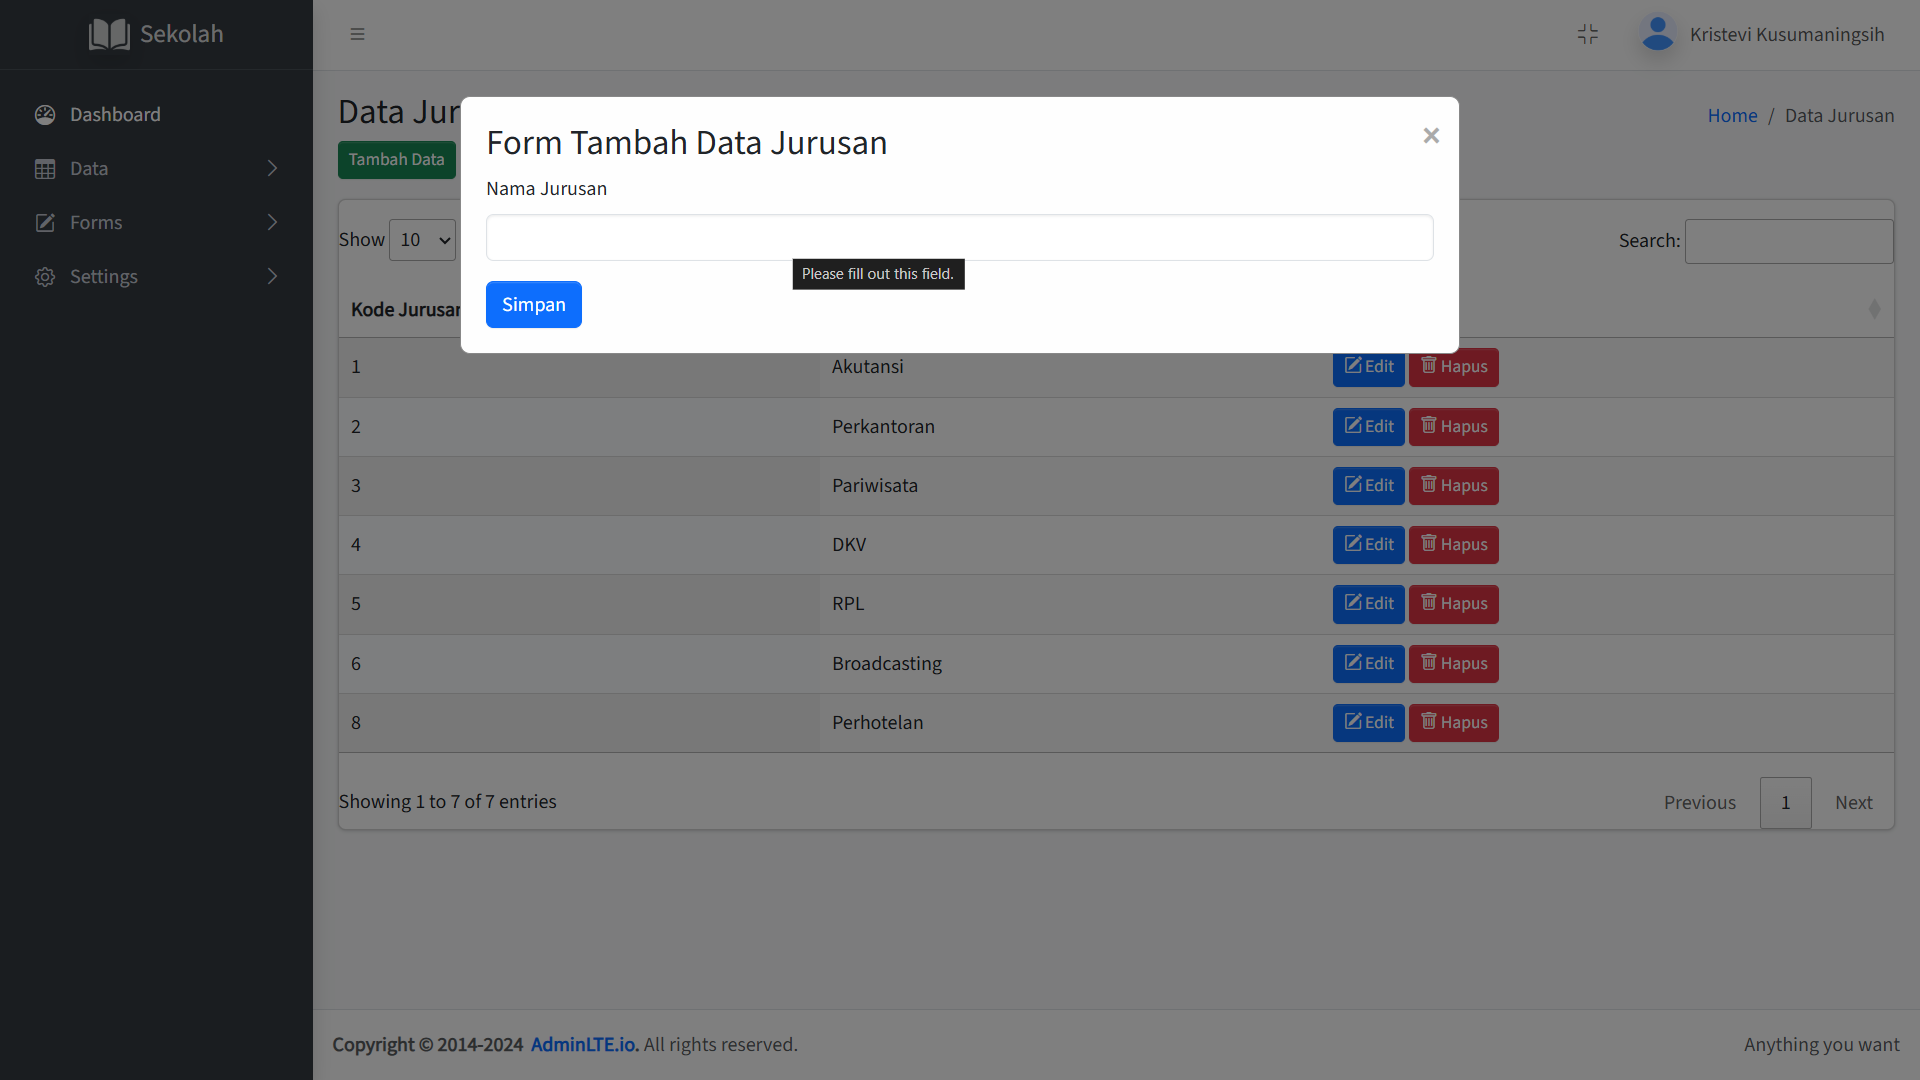 Sekolah
Kristevi Kusumaningsih
Dashboard
Data
Forms
Settings
Data Jur
Home / Data Jurusan
Tambah Data
Form Tambah Data Jurusan
×
Nama Jurusan
Please fill out this field.
Simpan
Show 10
Search:
Kode Jurusan
1 Akutansi Edit Hapus
2 Perkantoran Edit Hapus
3 Pariwisata Edit Hapus
4 DKV Edit Hapus
5 RPL Edit Hapus
6 Broadcasting Edit Hapus
8 Perhotelan Edit Hapus
Showing 1 to 7 of 7 entries
Previous 1 Next
Copyright © 2014-2024 AdminLTE.io. All rights reserved.
Anything you want